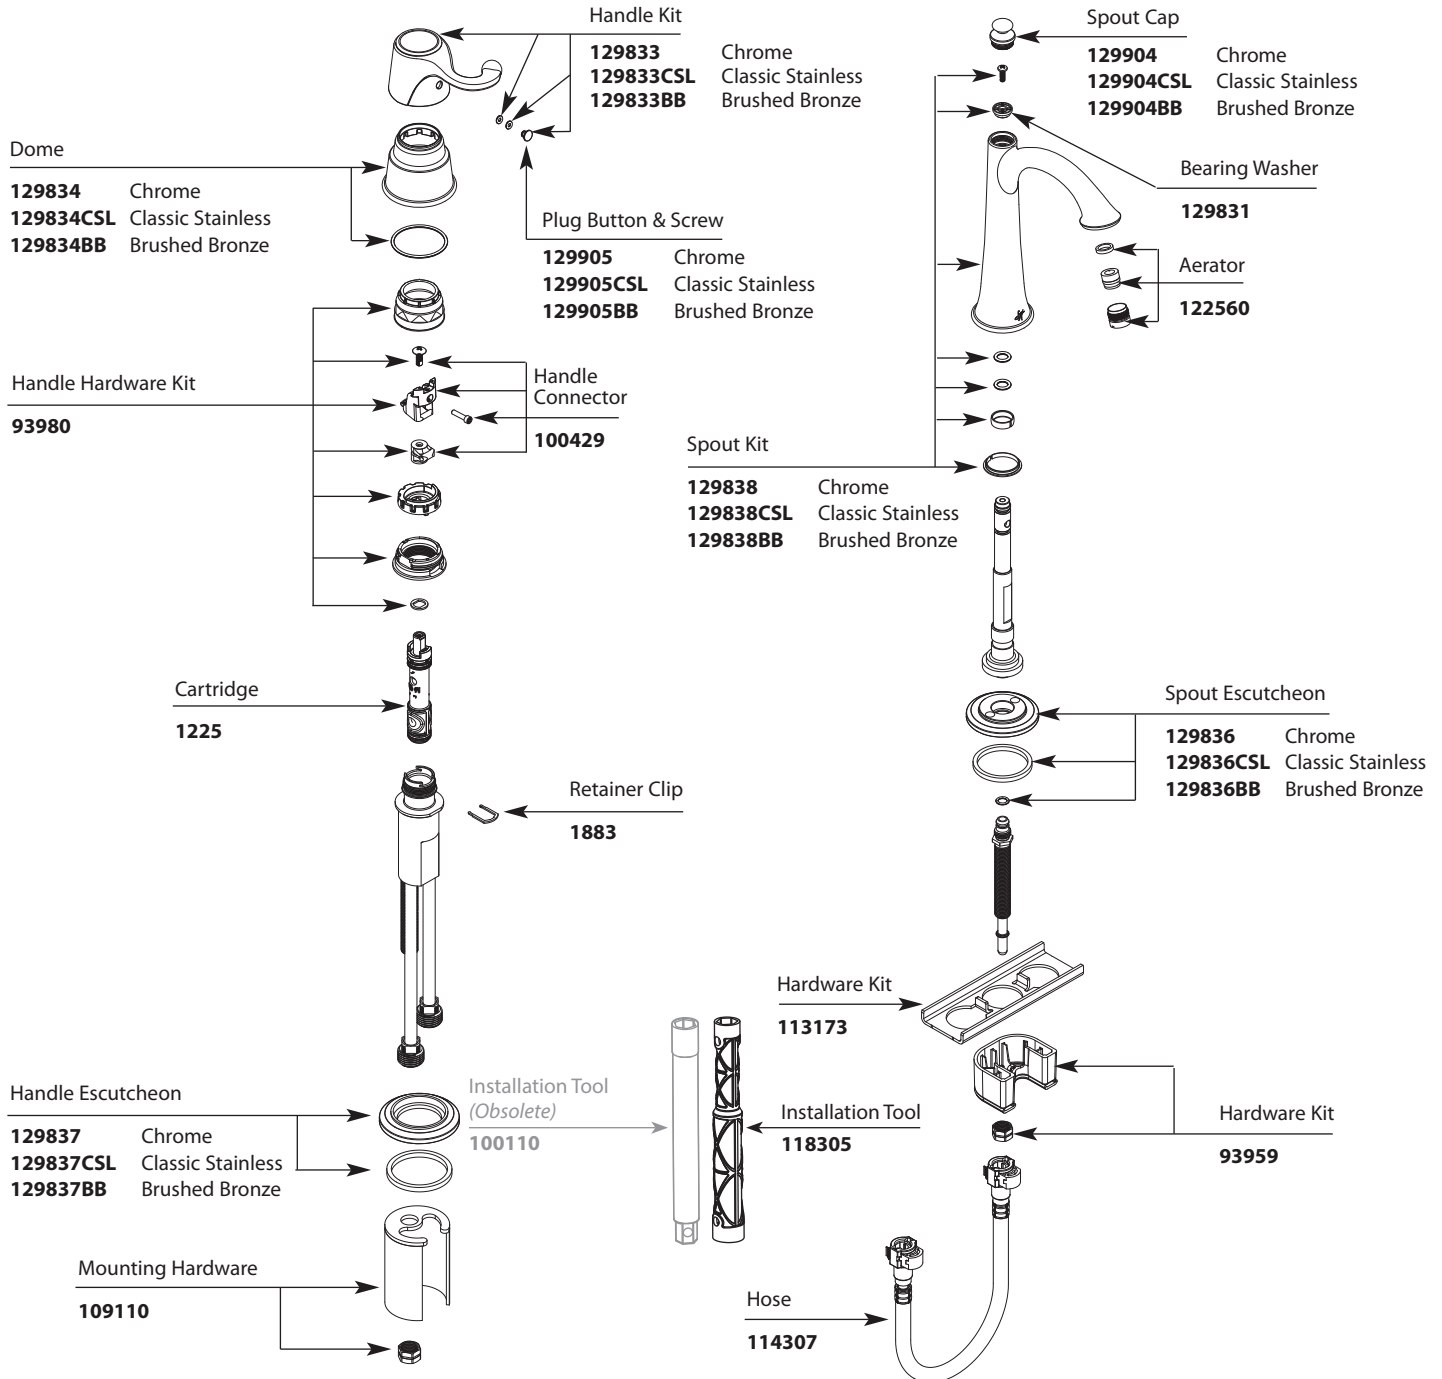 Handle Kit
129833 Chrome
129833CSL Classic Stainless
129833BB Brushed Bronze
Spout Cap
129904 Chrome
129904CSL Classic Stainless
129904BB Brushed Bronze
Dome
129834 Chrome
129834CSL Classic Stainless
129834BB Brushed Bronze
Plug Button & Screw
129905 Chrome
129905CSL Classic Stainless
129905BB Brushed Bronze
Bearing Washer
129831
Aerator
122560
Handle Hardware Kit
93980
Handle
Connector
100429
Spout Kit
129838 Chrome
129838CSL Classic Stainless
129838BB Brushed Bronze
Cartridge
1225
Retainer Clip
1883
Spout Escutcheon
129836 Chrome
129836CSL Classic Stainless
129836BB Brushed Bronze
Hardware Kit
113173
Handle Escutcheon
129837 Chrome
129837CSL Classic Stainless
129837BB Brushed Bronze
Installation Tool
(Obsolete)
100110
Installation Tool
118305
Hardware Kit
93959
Mounting Hardware
109110
Hose
114307